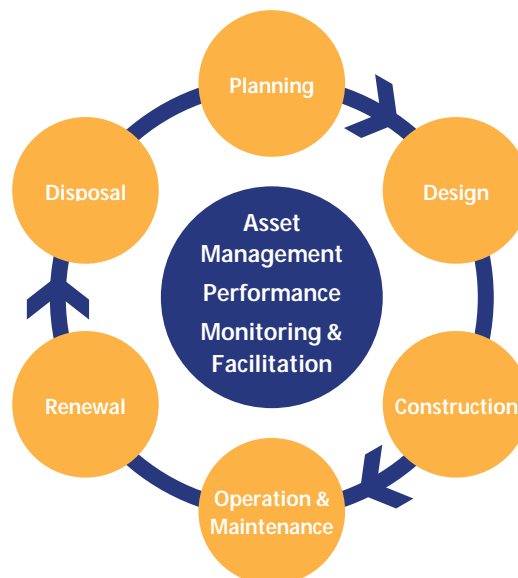 Planning
Design
Construction
Operation &
Maintenance
Renewal
Disposal
Asset
Management
Performance
Monitoring &
Facilitation